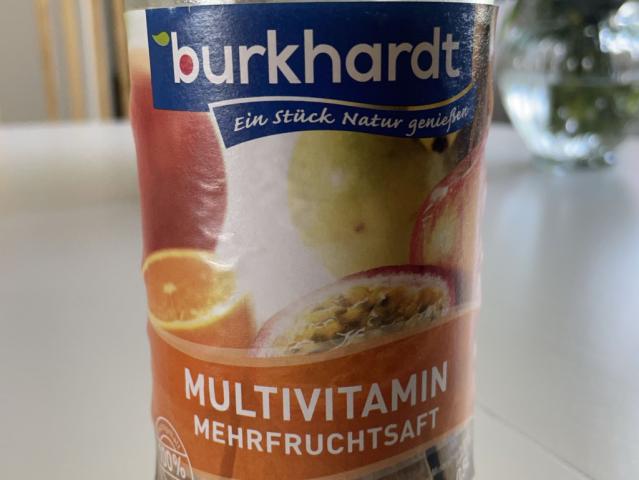 burkhardt
Ein Stück Natur genießen
MULTIVITAMIN
MEHRFRUCHTSAFT